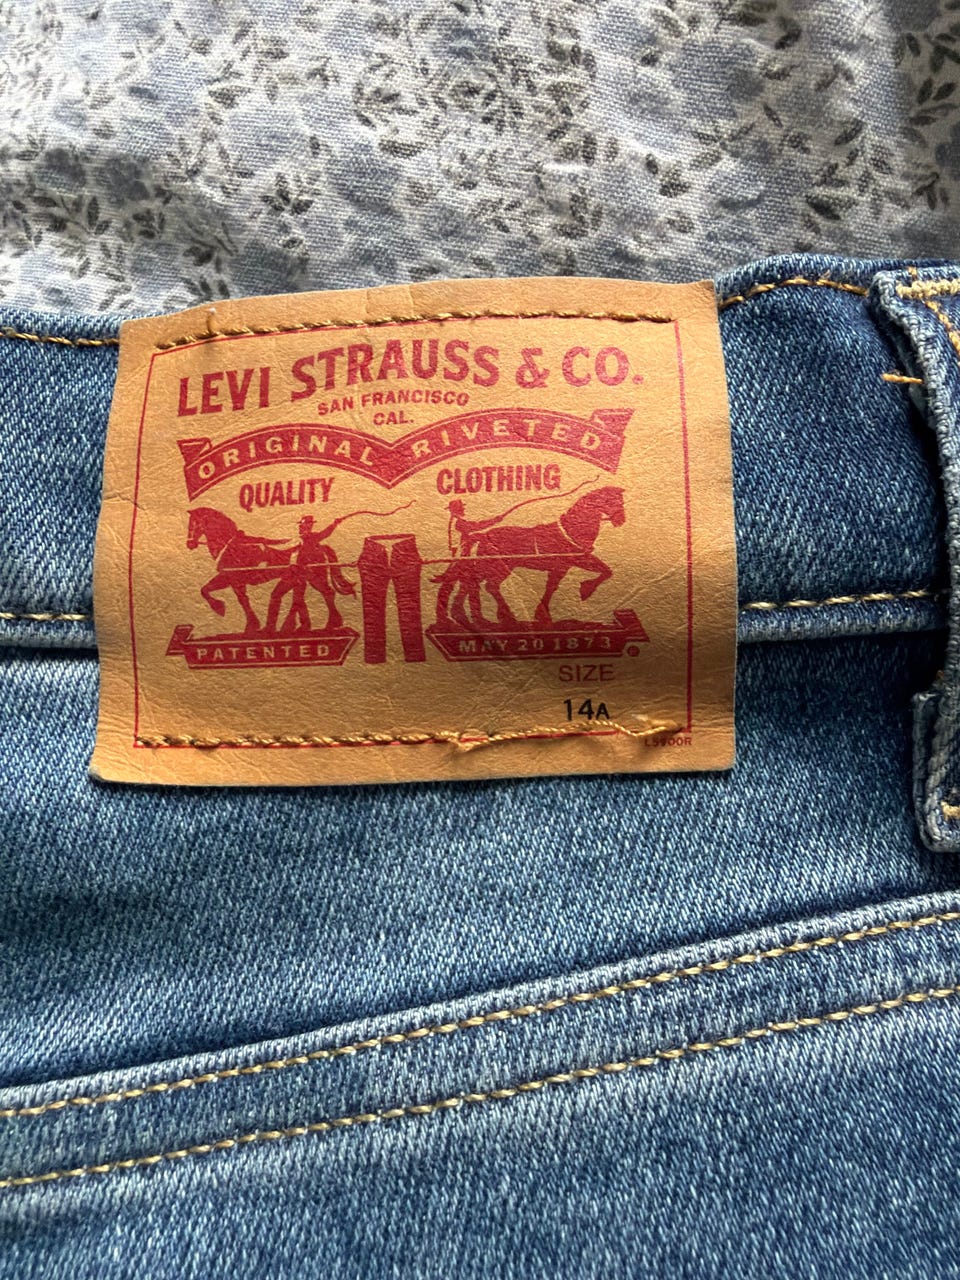 LEVI STRAUSS & CO.
SAN FRANCISCO
CAL.
ORIGINAL RIVETED
QUALITY CLOTHING
PATENTED MAY 20 1873
SIZE
14A